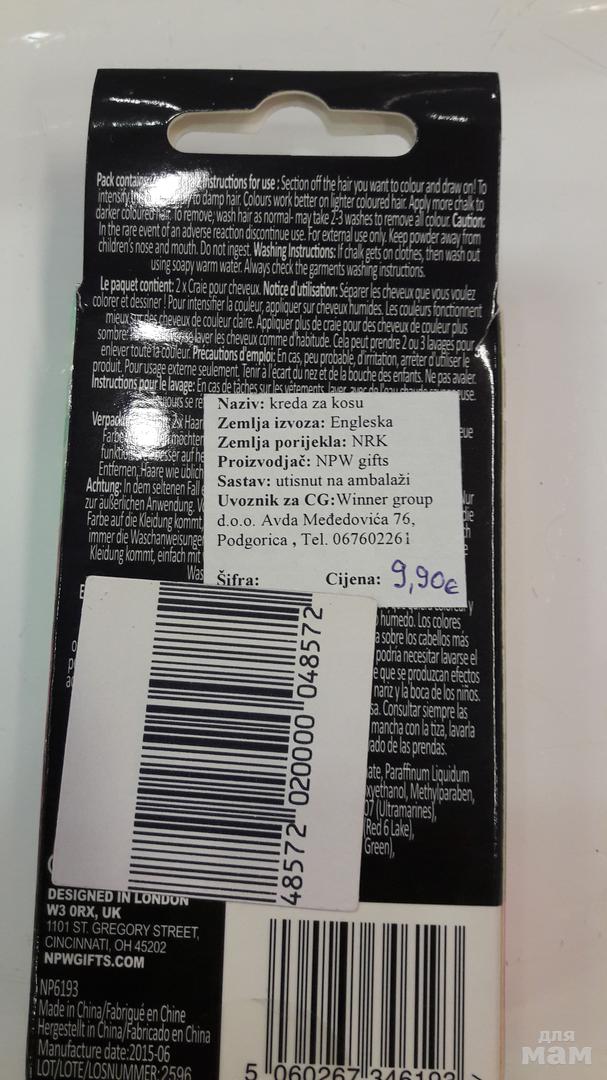 Pack contains: Instructions for use : Section off the hair you want to colour and draw on! To
intensify to damp hair. Colours work better on lighter coloured hair. Apply more chalk to
darker coloured hair. To remove, wash hair as normal- may take 2-3 washes to remove all colour. Caution:
In the rare event of an adverse reaction discontinue use. For external use only. Keep powder away from
children's nose and mouth. Do not ingest. Washing Instructions: If chalk gets on clothes, then wash out
using soapy warm water. Always check the garments washing instructions.
Le paquet contient: 2 x Craie pour cheveux. Notice d'utilisation: Séparer les cheveux que vous voulez
colorer et dessiner ! Pour intensifier la couleur, appliquer sur cheveux humides. Les couleurs fonctionnent
mieux des cheveux de couleur claire. Appliquer plus de craie pour des cheveux de couleur plus
sombre. laver les cheveux comme d'habitude. Cela peut prendre 2 ou 3 lavages pour
enlever toute la couleur. Précautions d'emploi: En cas, peu probable, d'irritation, arrêter d'utiliser le
produit. Pour usage externe seulement. Tenir à l'écart du nez et de la bouche des enfants. Ne pas avaler.
Instructions pour le lavage: En cas de tâches sur les vêtements, laver avec de l'eau chaude savonneuse.
Naziv: kreda za kosu
Zemlja izvoza: Engleska
Zemlja porijekla: NRK
Proizvodjač: NPW gifts
Sastav: utisnut na ambalaži
Uvoznik za CG:Winner group
d.o.o. Avda Međedovića 76,
Podgorica , Tel. 067602261
Šifra: Cijena: 9,90€
Entfernen, Haare wie üblich
Achtung: In dem seltenen Fall
zur äußerlichen Anwendung.
Farbe auf die Kleidung kommt,
immer die Waschanweisungen
Kleidung kommt, einfach mit
humedo. Los colores
sobre los cabellos más
podría necesitar lavarse el
que se produzcan efectos
nariz y la boca de los niños.
Consultar siempre las
mancha con la tiza, lavarla
de las prendas.
Paraffinum Liquidum
Methylparaben,
(Ultramarines),
(Red 6 Lake),
Green),
48572 020000 048572
DESIGNED IN LONDON
W3 0RX, UK
1101 ST. GREGORY STREET,
CINCINNATI, OH 45202
NPWGIFTS.COM
NP6193
Made in China/Fabriqué en Chine
Hergestellt in China/Fabricado en China
Manufacture date:2015-06
LOT/LOTE/LOSNUMMER:2596
5 060267 346193 >
для
мам